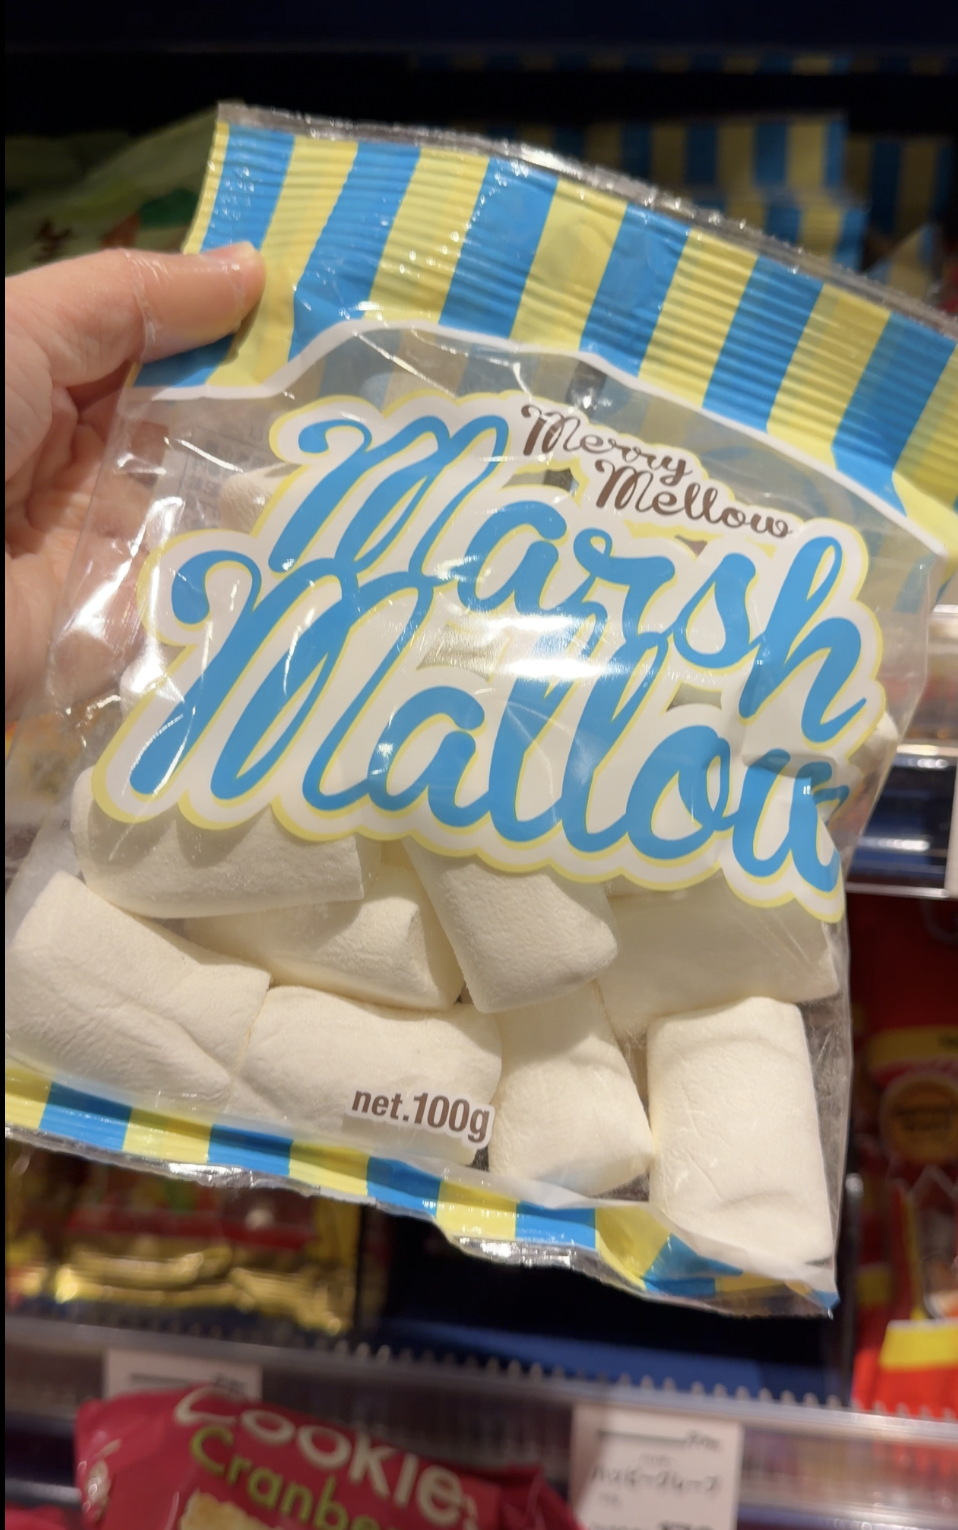 Merry
Mellow
Marsh
Mallow
net.100g
Cookies
Cranbe